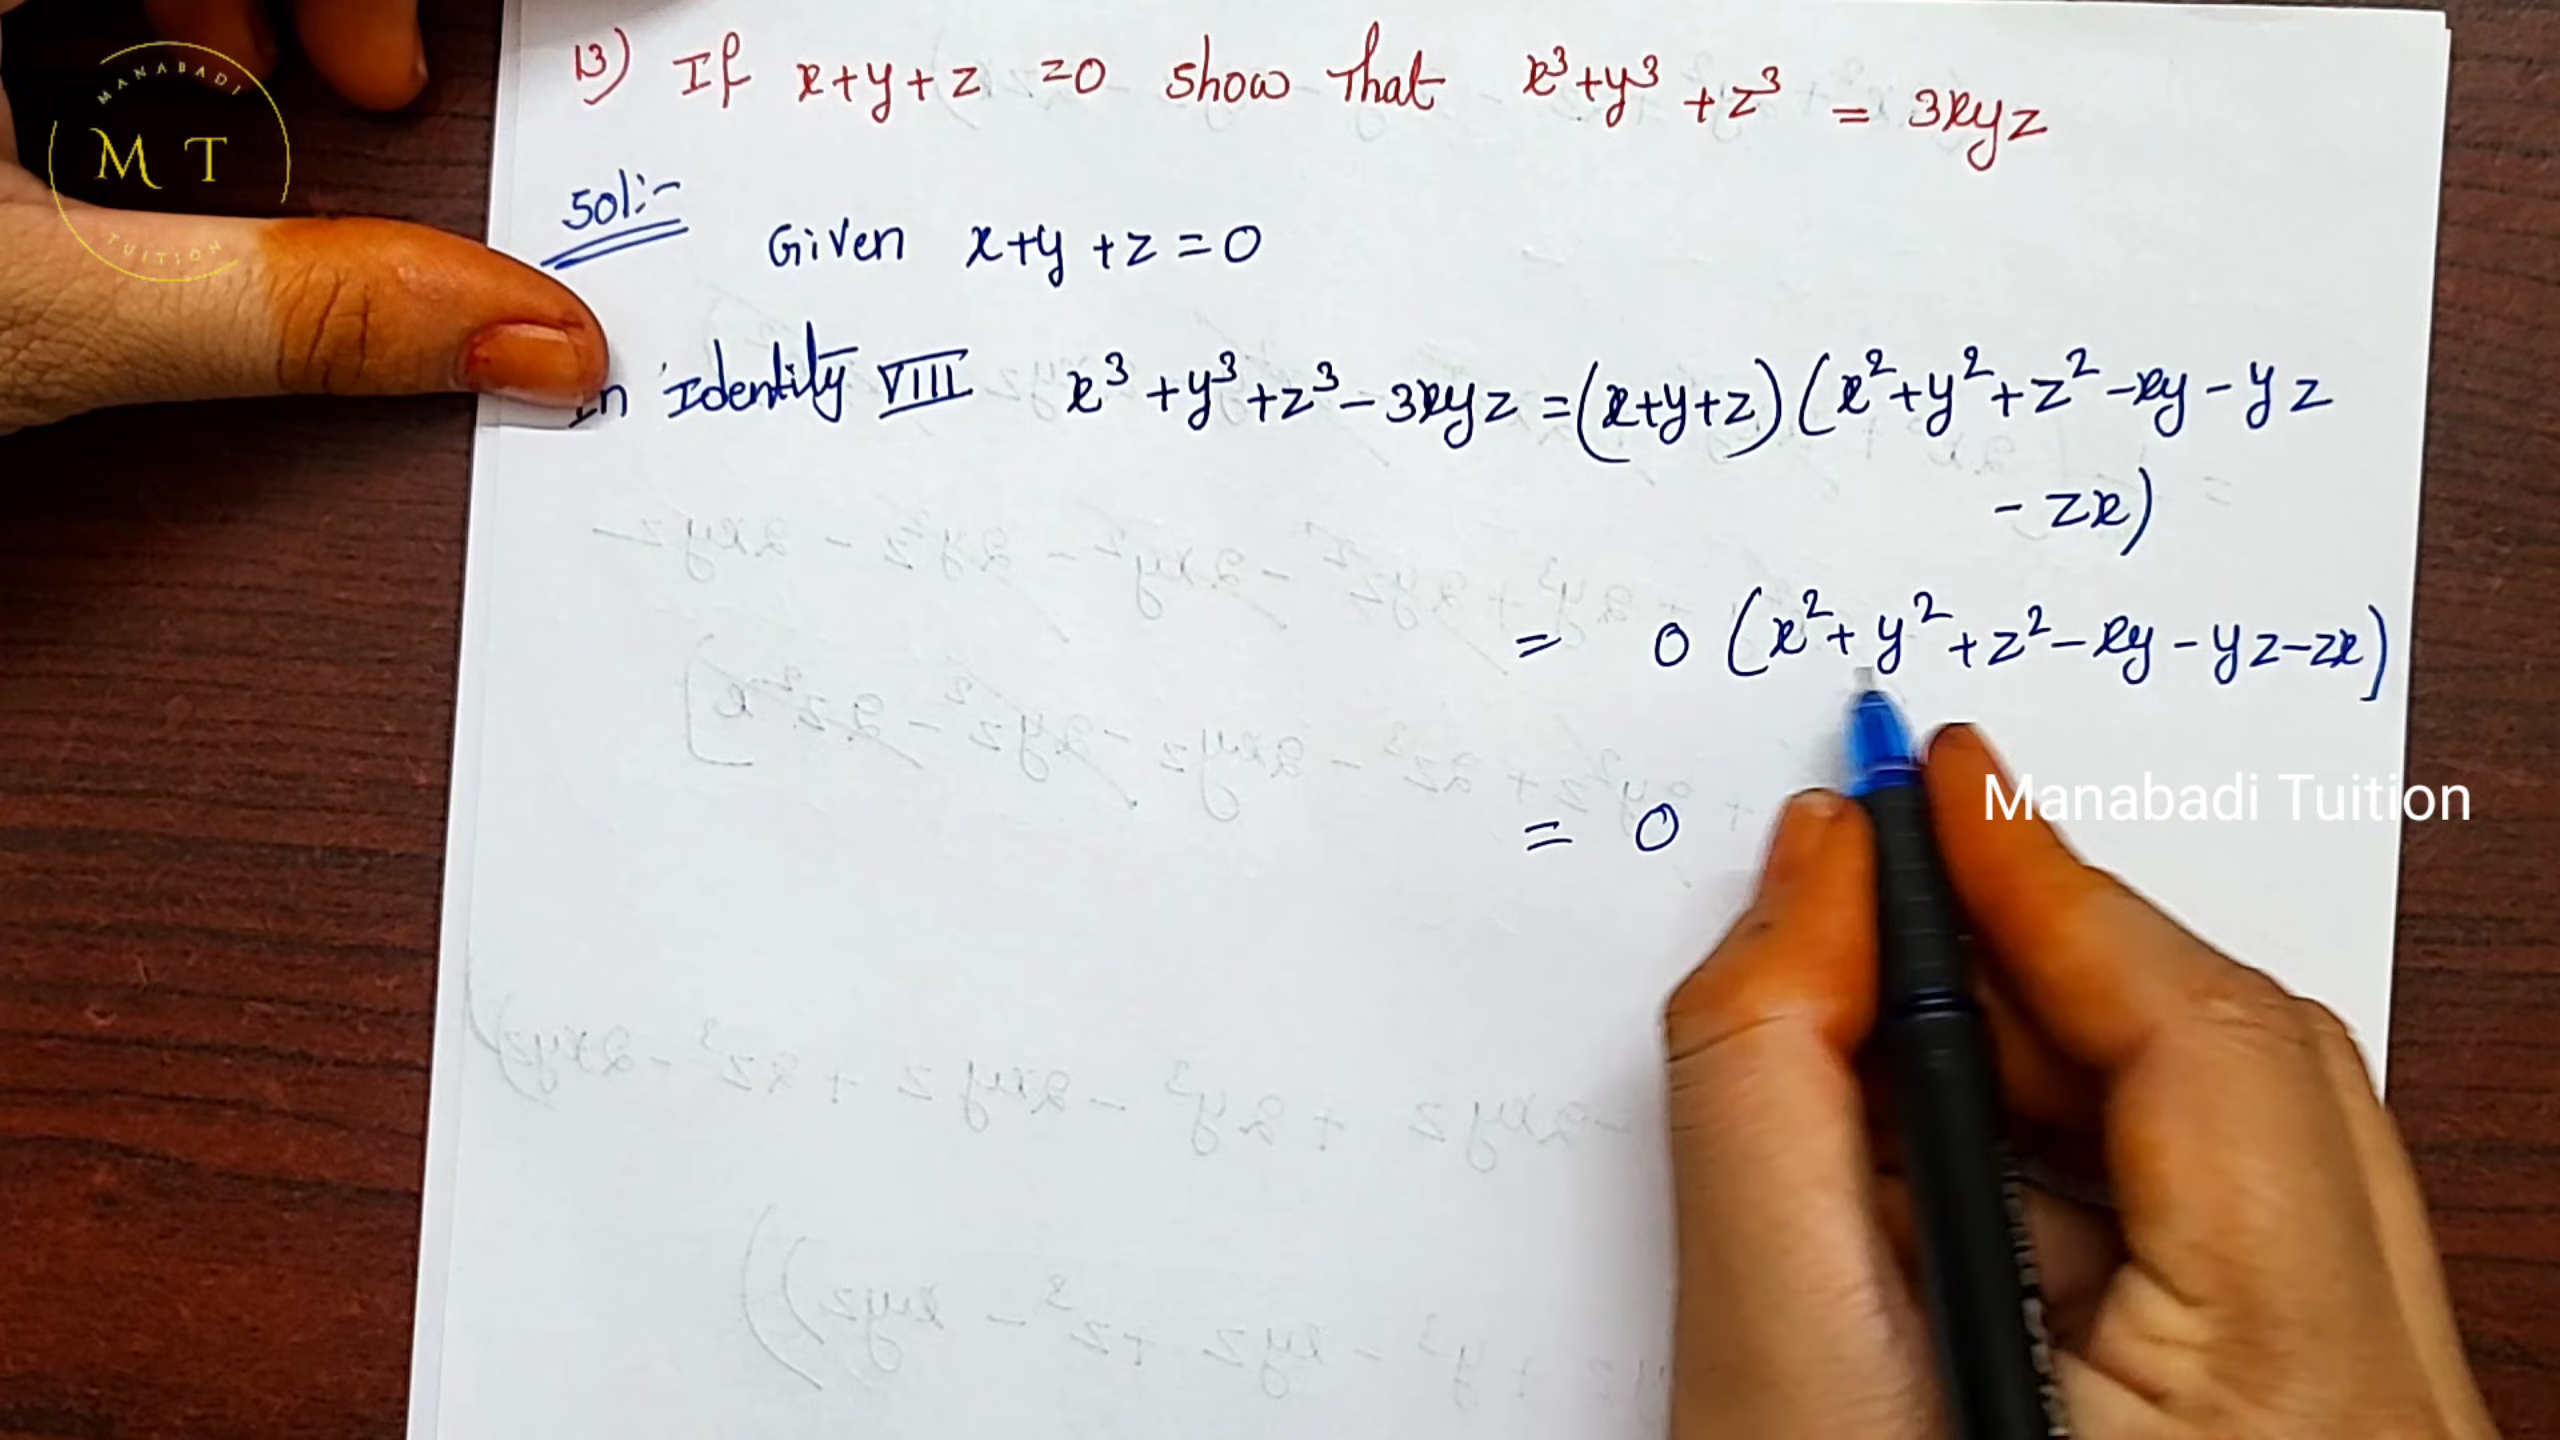 MANABADI
MT
TUITION
13) If x+y+z =0 show that x³+y³+z³ = 3xyz
Sol:-
Given x+y+z=0
In Identity VIII x³+y³+z³-3xyz=(x+y+z)(x²+y²+z²-xy-yz
-zx)
= 0 (x²+y²+z²-xy-yz-zx)
= 0
Manabadi Tuition